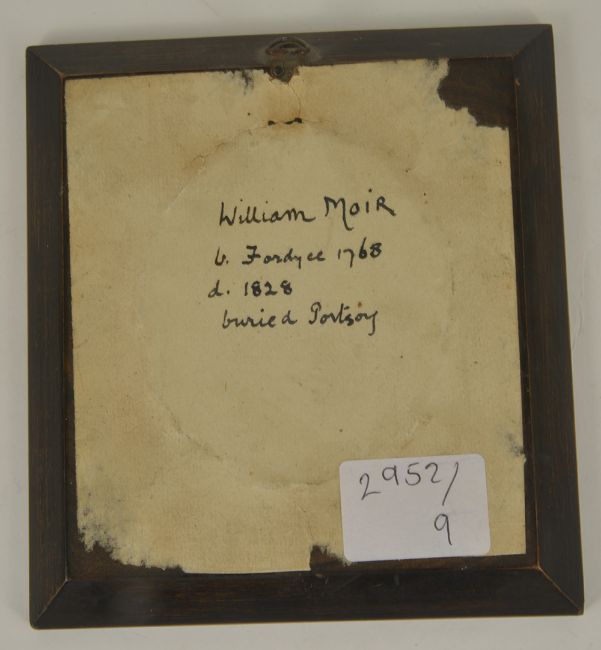 William MOIR
b. Fordyce 1768
d. 1828
buried Portsoy
2952/
9